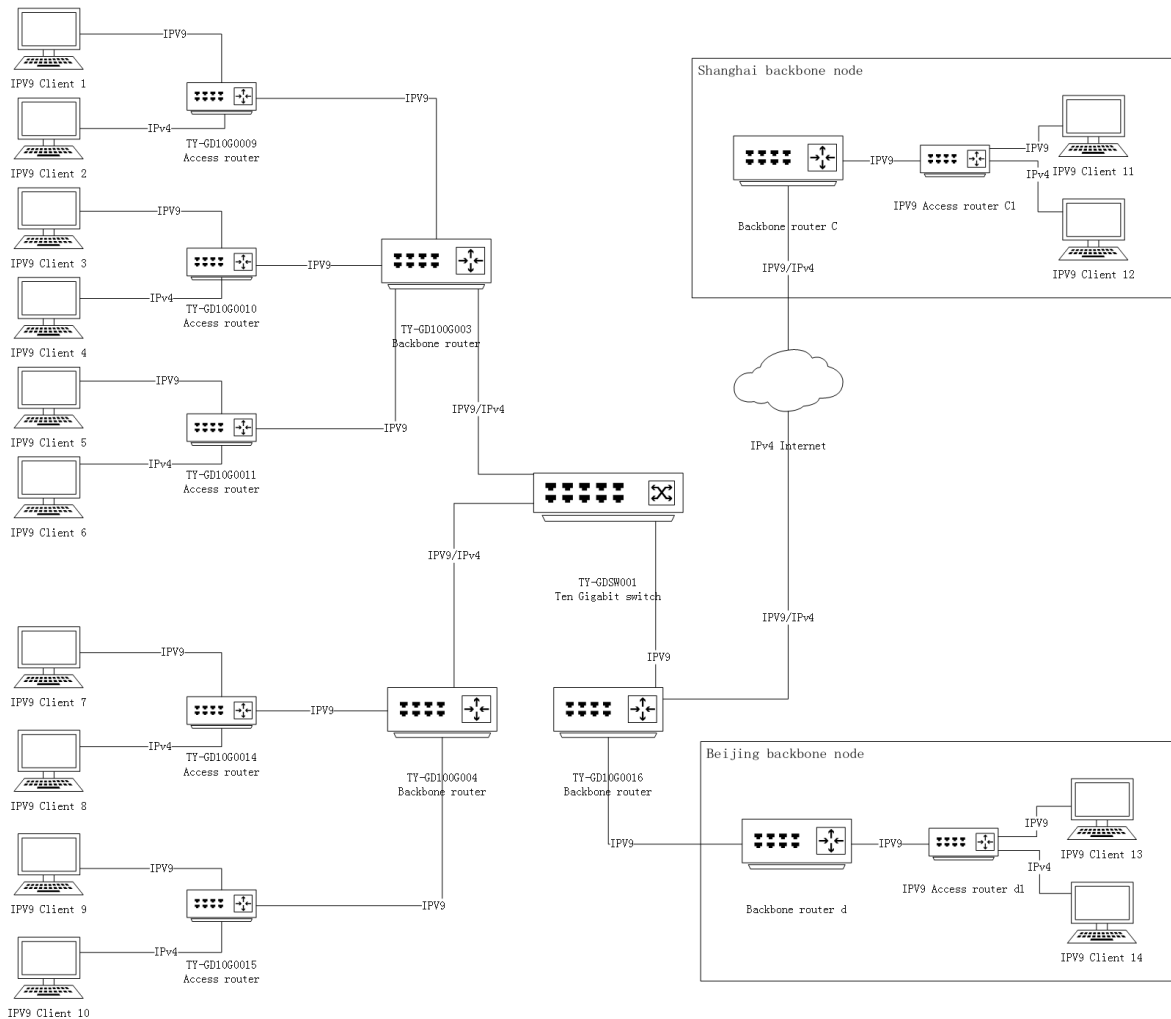 IPV9
IPV9 Client 1
IPV9
IPv4
IPV9 Client 2
TY-GD10G0009
Access router
IPV9
IPV9 Client 3
IPV9
IPv4
IPV9 Client 4
TY-GD10G0010
Access router
TY-GD100G003
Backbone router
IPV9
IPV9 Client 5
IPV9
IPv4
IPV9 Client 6
TY-GD10G0011
Access router
IPV9/IPv4
IPV9/IPv4
TY-GDSW001
Ten Gigabit switch
IPV9
IPV9 Client 7
IPV9
IPv4
IPV9 Client 8
TY-GD10G0014
Access router
TY-GD100G004
Backbone router
IPV9
IPV9 Client 9
IPV9
IPv4
IPV9 Client 10
TY-GD10G0015
Access router
IPV9
TY-GD10G0016
Backbone router
IPV9
IPV9/IPv4
IPv4 Internet
IPV9/IPv4
Shanghai backbone node
Backbone router C
IPV9
IPV9 Access router C1
IPV9
IPV9 Client 11
IPv4
IPV9 Client 12
Beijing backbone node
Backbone router d
IPV9
IPV9 Access router d1
IPV9
IPV9 Client 13
IPv4
IPV9 Client 14